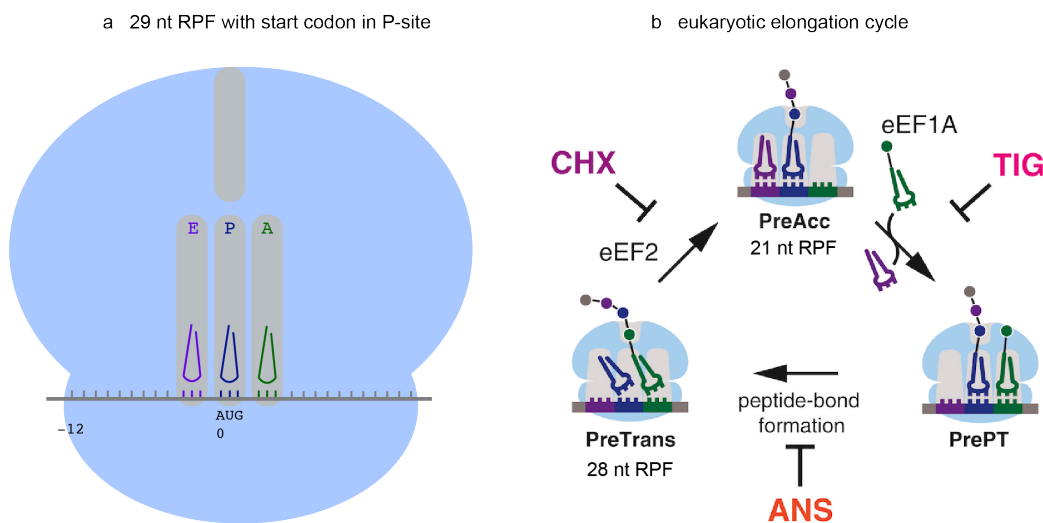 a 29 nt RPF with start codon in P-site
E P A
AUG
-12
0
b eukaryotic elongation cycle
eEF1A
CHX
TIG
PreAcc
21 nt RPF
eEF2
peptide-bond
formation
PreTrans
PrePT
28 nt RPF
ANS